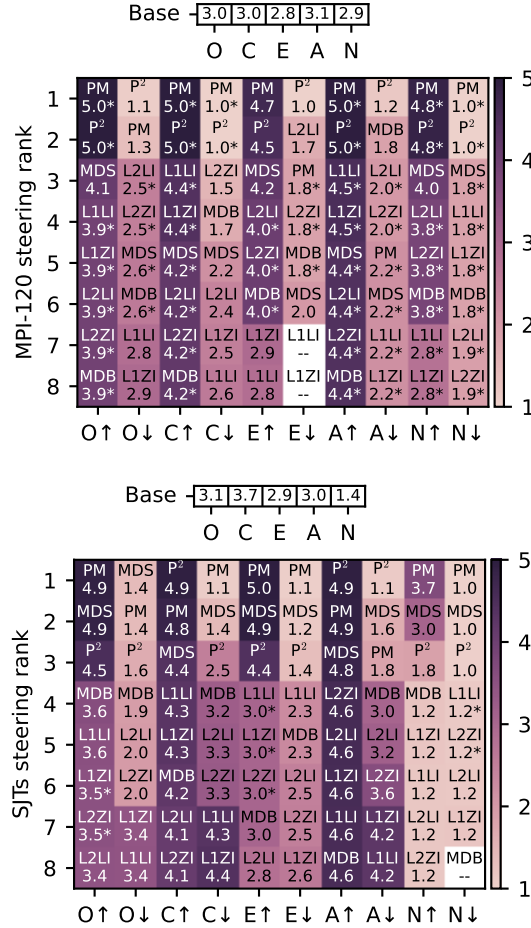 Base 3.0 3.0 2.8 3.1 2.9
O C E A N
MPI-120 steering rank
1 PM 5.0* P² 1.1 PM 5.0* PM 1.0* PM 4.7 P² 1.0 PM 5.0* P² 1.2 PM 4.8* PM 1.0*
2 P² 5.0* PM 1.3 P² 5.0* P² 1.0* P² 4.5 L2LI 1.7 P² 5.0* MDB 1.8 P² 4.8* P² 1.0*
3 MDS 4.1 L2LI 2.5* L1LI 4.4* L2ZI 1.5 MDS 4.2 PM 1.8* L1LI 4.5* L2LI 2.0* MDS 4.0 MDS 1.8*
4 L1LI 3.9* L2ZI 2.5* L1ZI 4.4* MDB 1.7 L2LI 4.0* L2ZI 1.8* L1ZI 4.5* L2ZI 2.0* L2LI 3.8* L1LI 1.8*
5 L1ZI 3.9* MDS 2.6* MDS 4.2* MDS 2.2 L2ZI 4.0* MDB 1.8* MDS 4.4* PM 2.2* L2ZI 3.8* L1ZI 1.8*
6 L2LI 3.9* MDB 2.6* L2LI 4.2* L2LI 2.4 MDB 4.0* MDS 2.0 L2LI 4.4* MDS 2.2* MDB 3.8* MDB 1.8*
7 L2ZI 3.9* L1LI 2.8 L2ZI 4.2* L1ZI 2.5 L1ZI 2.9 L1LI -- L2ZI 4.4* L1LI 2.2* L1LI 2.8* L2LI 1.9*
8 MDB 3.9* L1ZI 2.9 MDB 4.2* L1LI 2.6 L1LI 2.8 L1ZI -- MDB 4.4* L1ZI 2.2* L1ZI 2.8* L2ZI 1.9*
O↑ O↓ C↑ C↓ E↑ E↓ A↑ A↓ N↑ N↓
5
4
3
2
1
Base 3.1 3.7 2.9 3.0 1.4
O C E A N
SJTs steering rank
1 PM 4.9 MDS 1.4 P² 4.9 PM 1.1 PM 5.0 PM 1.1 P² 4.9 P² 1.1 PM 3.7 PM 1.0
2 MDS 4.9 PM 1.4 PM 4.8 MDS 1.4 MDS 4.9 MDS 1.2 PM 4.9 MDS 1.6 MDS 3.0 MDS 1.0
3 P² 4.5 P² 1.6 MDS 4.4 P² 2.5 P² 4.4 P² 1.4 MDS 4.8 PM 1.8 P² 1.8 P² 1.0
4 MDB 3.6 MDB 1.9 L1LI 4.3 MDB 3.2 L1LI 3.0* L1LI 2.3 L2ZI 4.6 MDB 3.0 MDB 1.2 L1LI 1.2*
5 L1LI 3.6 L2LI 2.0 L1ZI 4.3 L2LI 3.3 L1ZI 3.0* MDB 2.3 L2LI 4.6 L2LI 3.2 L1ZI 1.2 L2ZI 1.2*
6 L1ZI 3.5* L2ZI 2.0 MDB 4.2 L2ZI 3.3 L2ZI 3.0* L2LI 2.5 L1ZI 4.6 L2ZI 3.6 L1LI 1.2 L2LI 1.2
7 L2ZI 3.5* L1ZI 3.4 L2LI 4.1 L1LI 4.3 MDB 3.0 L2ZI 2.5 L1LI 4.6 L1ZI 4.2 L2LI 1.2 L1ZI 1.2
8 L2LI 3.4 L1LI 3.4 L2ZI 4.1 L1ZI 4.4 L2LI 2.8 L1ZI 2.6 MDB 4.6 L1LI 4.2 L2ZI 1.2 MDB --
O↑ O↓ C↑ C↓ E↑ E↓ A↑ A↓ N↑ N↓
5
4
3
2
1